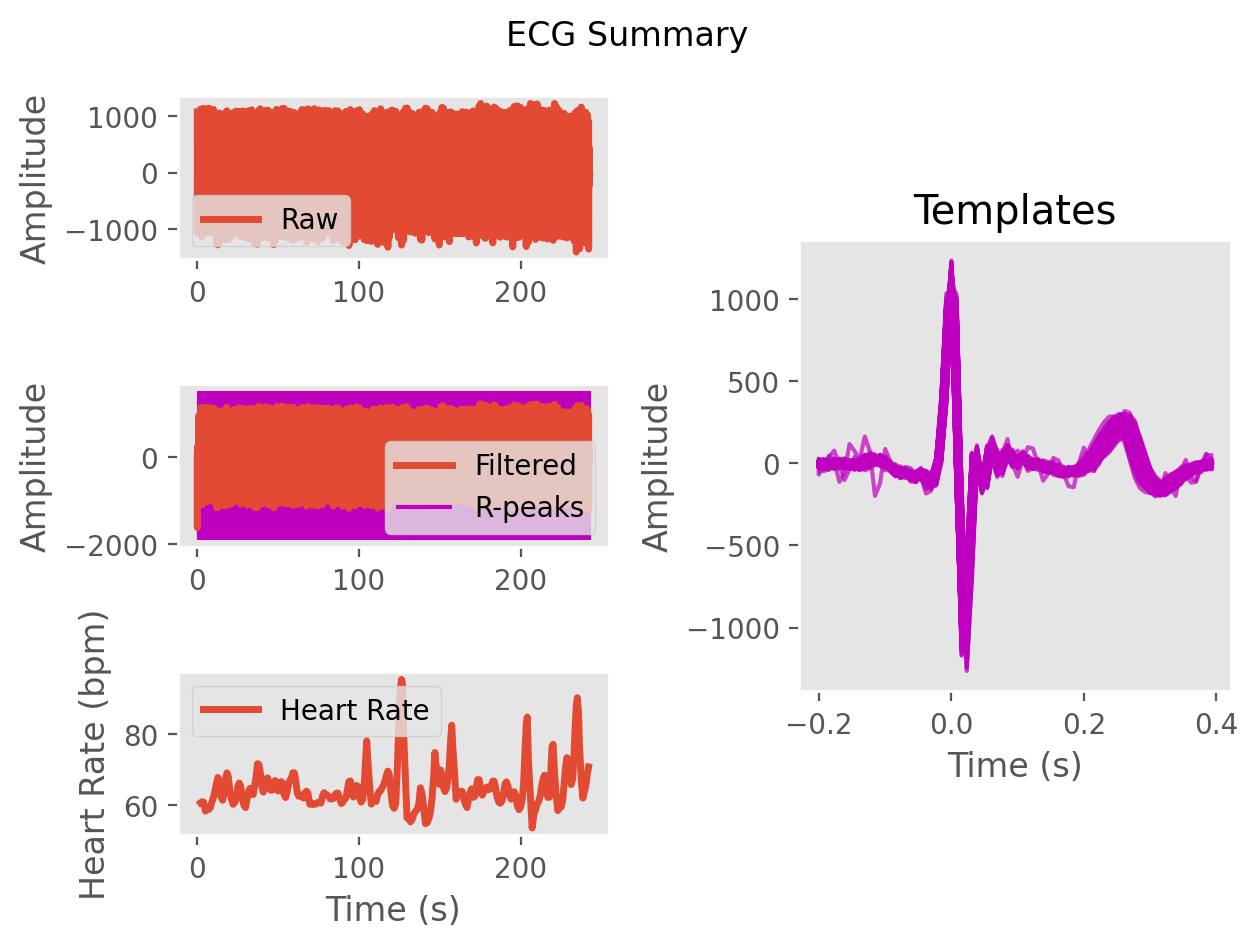 ECG Summary
Amplitude
1000
0
−1000
Raw
0 100 200
Amplitude
0
−2000
Filtered
R-peaks
0 100 200
Heart Rate (bpm)
80
60
Heart Rate
0 100 200
Time (s)
Templates
Amplitude
1000
500
0
−500
−1000
−0.2 0.0 0.2 0.4
Time (s)